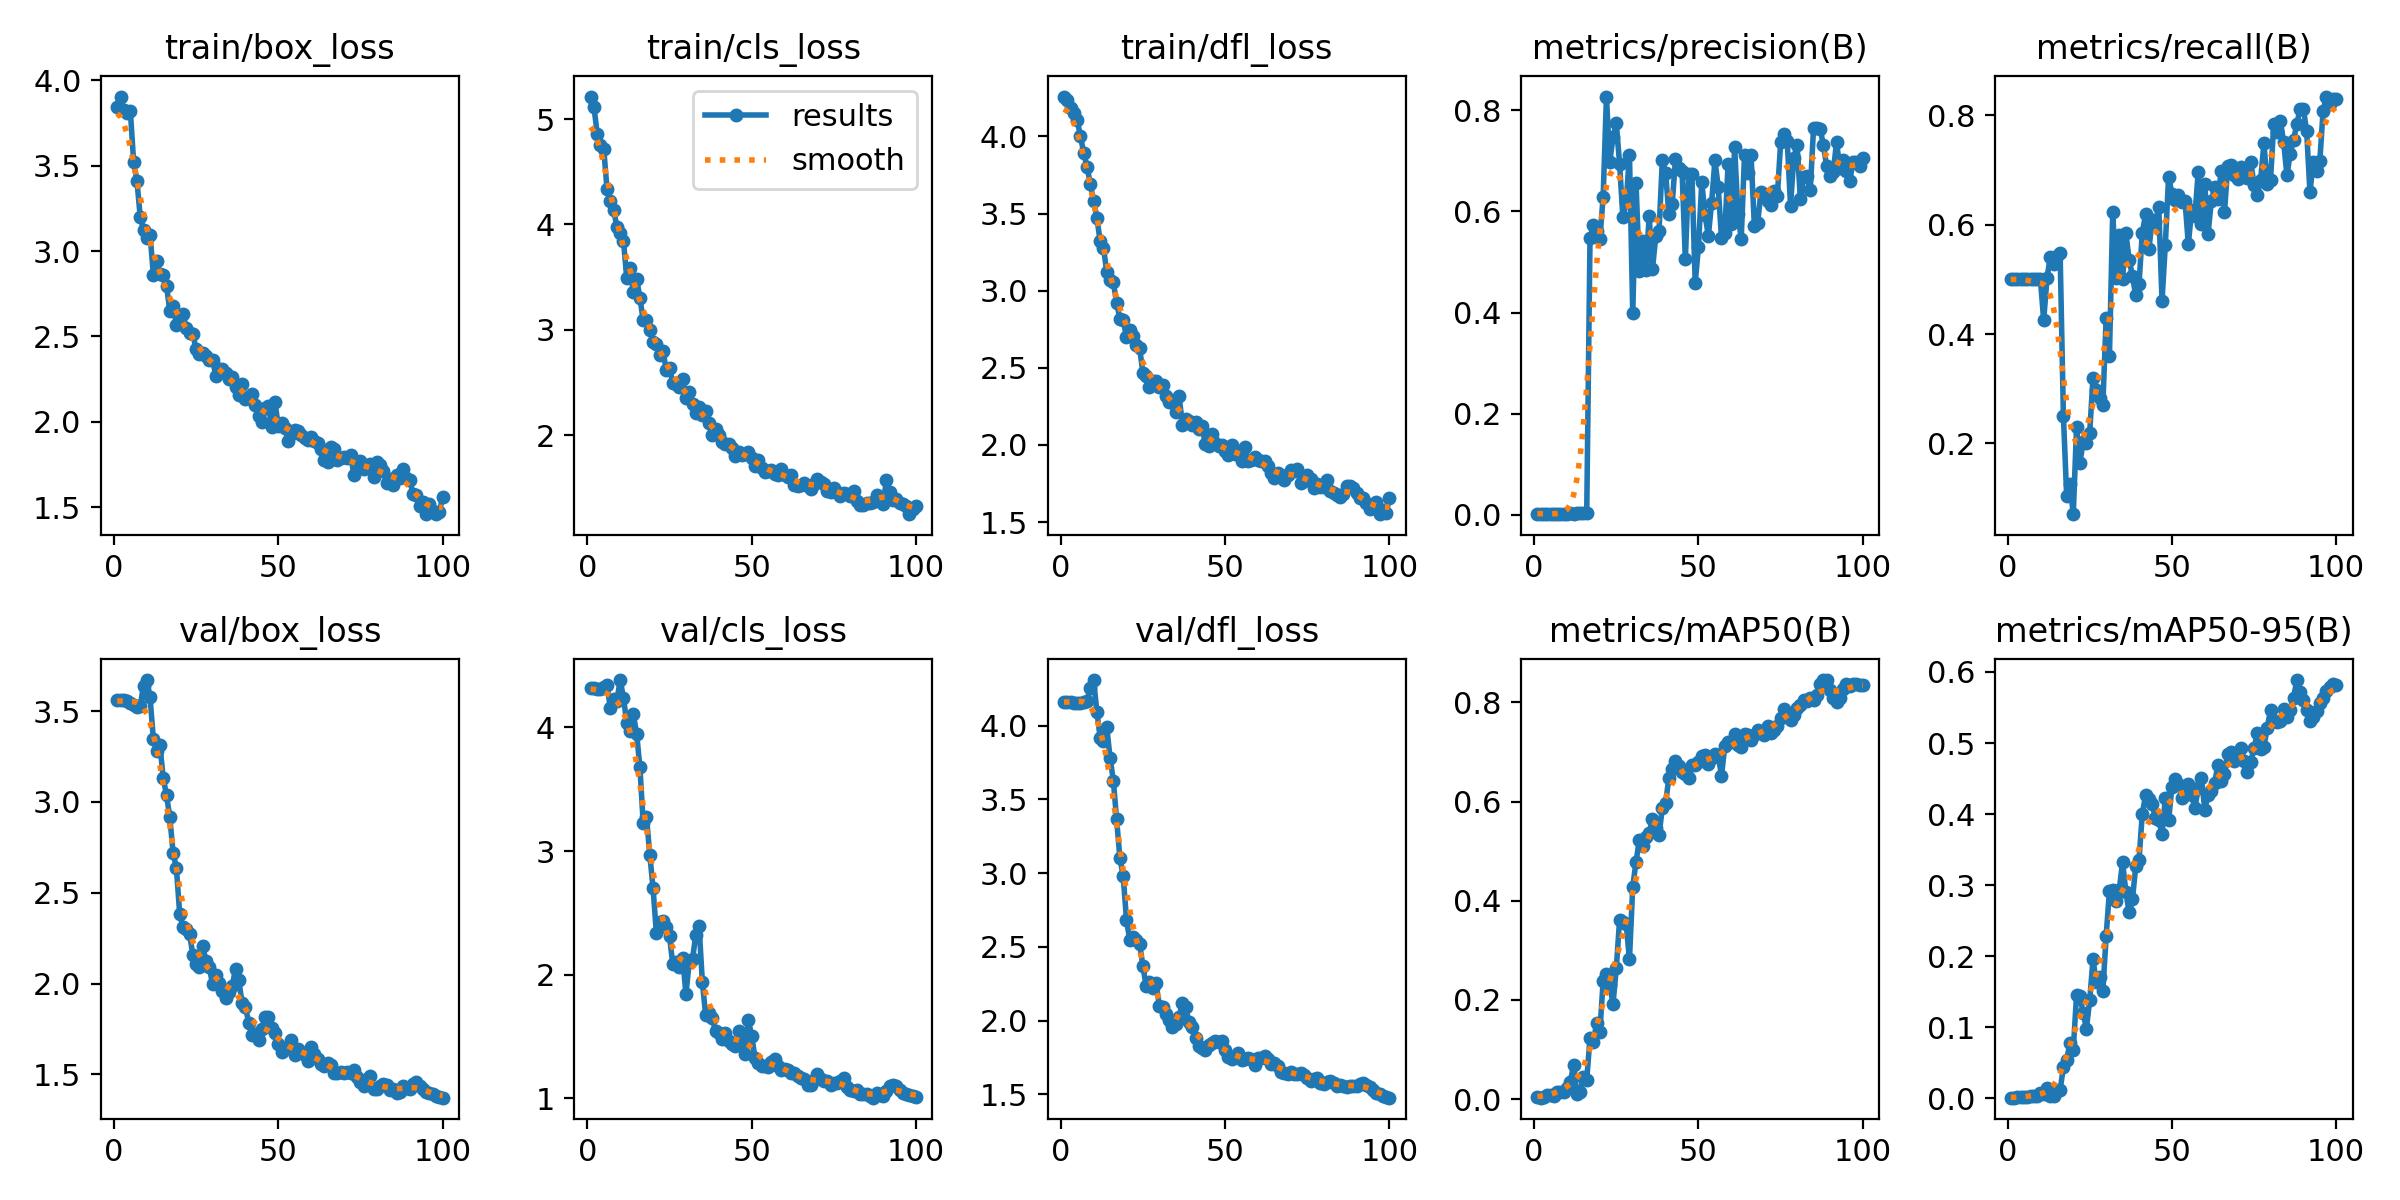 train/box_loss
4.0
3.5
3.0
2.5
2.0
1.5
0 50 100
train/cls_loss
results
smooth
5
4
3
2
0 50 100
train/dfl_loss
4.0
3.5
3.0
2.5
2.0
1.5
0 50 100
metrics/precision(B)
0.8
0.6
0.4
0.2
0.0
0 50 100
metrics/recall(B)
0.8
0.6
0.4
0.2
0 50 100
val/box_loss
3.5
3.0
2.5
2.0
1.5
0 50 100
val/cls_loss
4
3
2
1
0 50 100
val/dfl_loss
4.0
3.5
3.0
2.5
2.0
1.5
0 50 100
metrics/mAP50(B)
0.8
0.6
0.4
0.2
0.0
0 50 100
metrics/mAP50-95(B)
0.6
0.5
0.4
0.3
0.2
0.1
0.0
0 50 100